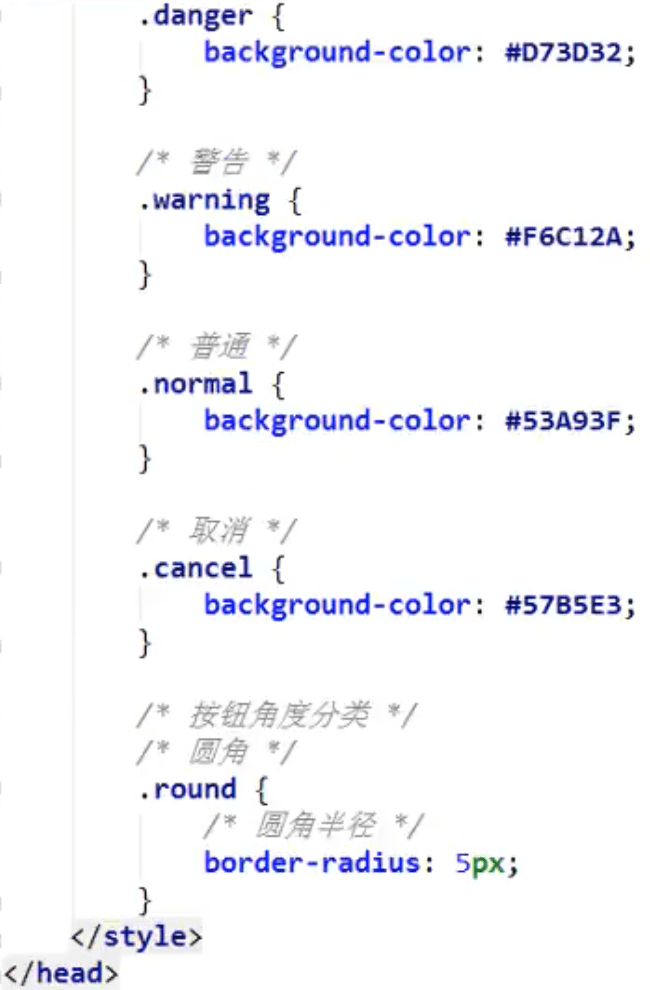 .danger {
background-color: #D73D32;
}
/* 警告 */
.warning {
background-color: #F6C12A;
}
/* 普通 */
.normal {
background-color: #53A93F;
}
/* 取消 */
.cancel {
background-color: #57B5E3;
}
/* 按钮角度分类 */
/* 圆角 */
.round {
/* 圆角半径 */
border-radius: 5px;
}
</style>
</head>